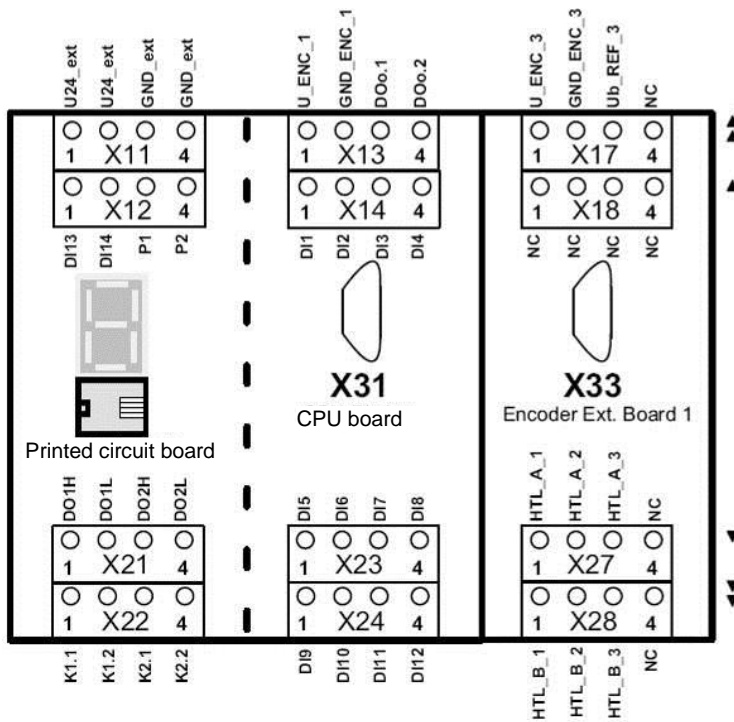 U24_ext U24_ext GND_ext GND_ext U_ENC_1 GND_ENC_1 DOo.1 DOo.2 U_ENC_3 GND_ENC_3 Ub_REF_3 NC
1 X11 4 1 X13 4 1 X17 4
1 X12 4 1 X14 4 1 X18 4
DI13 DI14 P1 P2 DI1 DI2 DI3 DI4 NC NC NC NC
X31 X33
CPU board Encoder Ext. Board 1
Printed circuit board
DO1H DO1L DO2H DO2L DI5 DI6 DI7 DI8 HTL_A_1 HTL_A_2 HTL_A_3 NC
1 X21 4 1 X23 4 1 X27 4
1 X22 4 1 X24 4 1 X28 4
K1.1 K1.2 K2.1 K2.2 DI9 DI10 DI11 DI12 HTL_B_1 HTL_B_2 HTL_B_3 NC